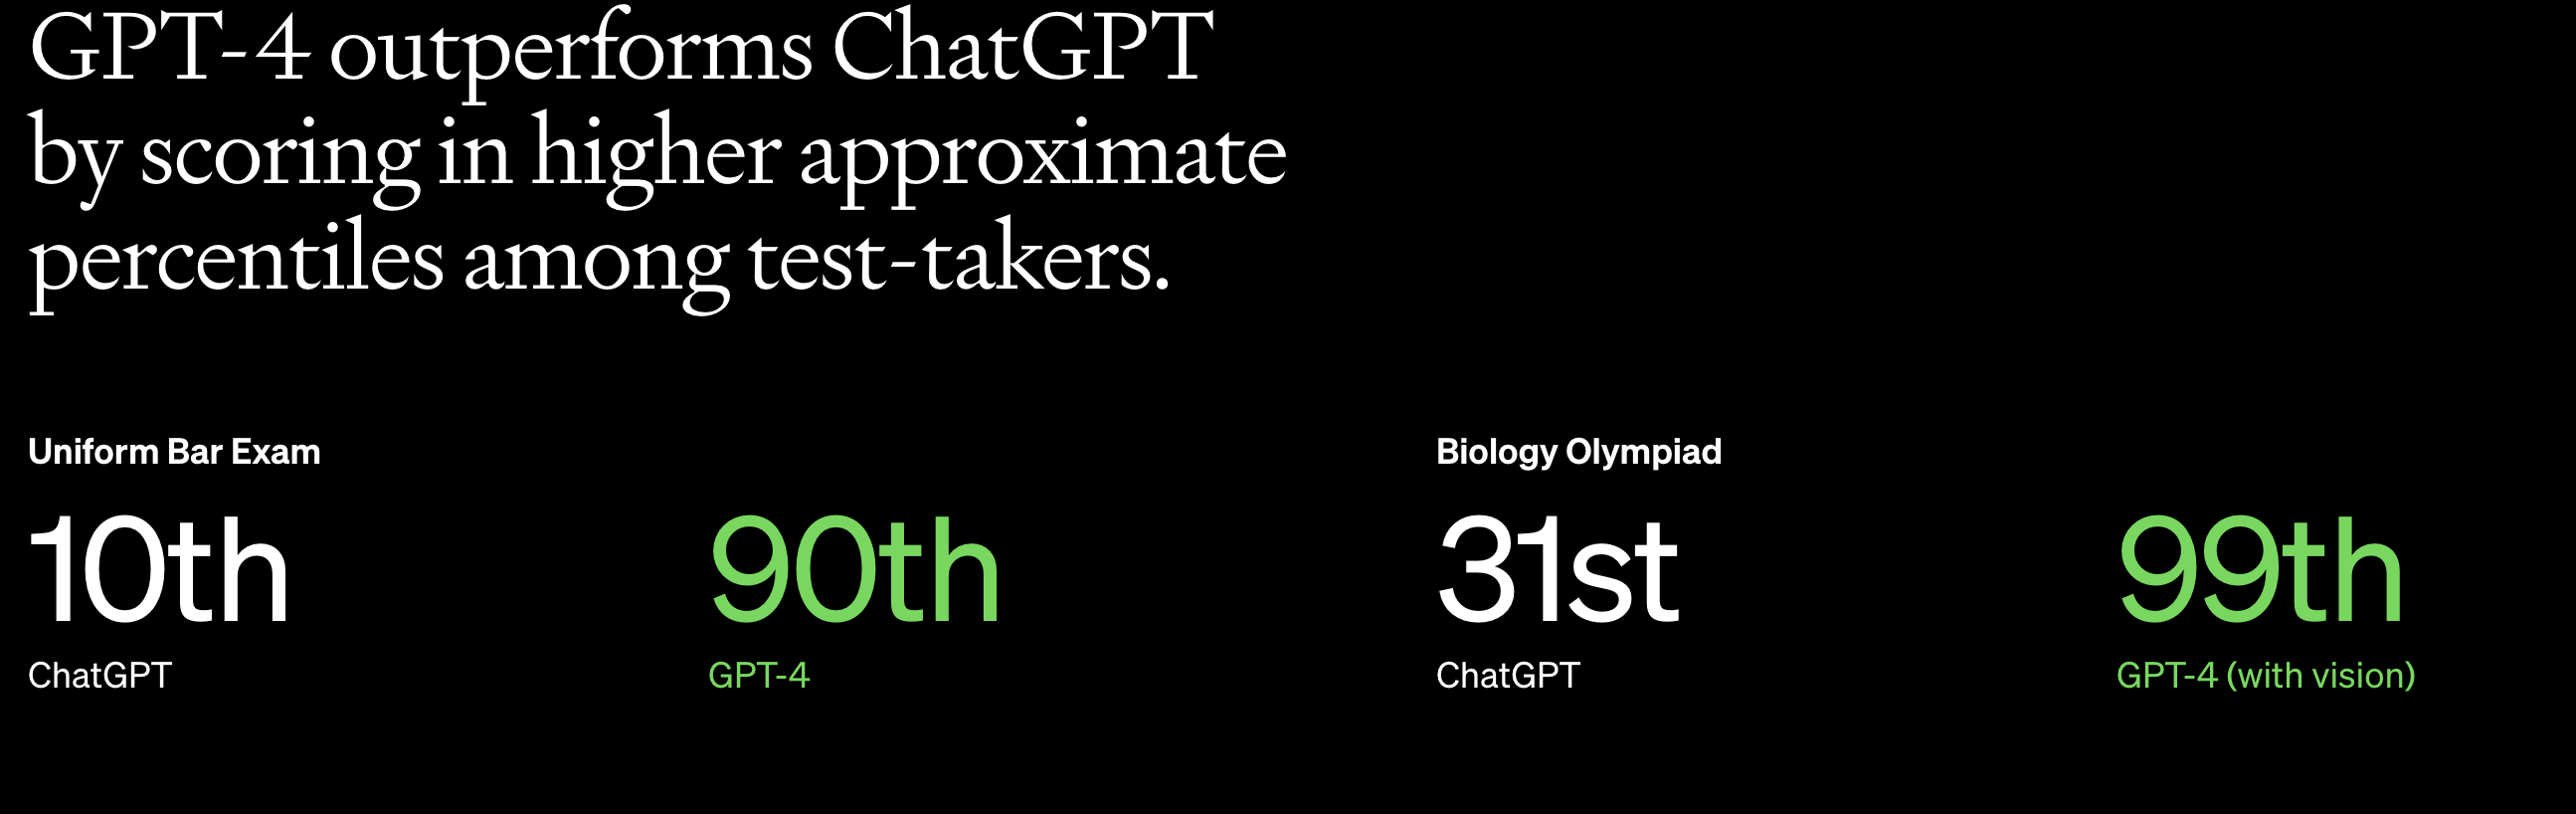 GPT-4 outperforms ChatGPT
by scoring in higher approximate
percentiles among test-takers.
Uniform Bar Exam
10th
ChatGPT
90th
GPT-4
Biology Olympiad
31st
ChatGPT
99th
GPT-4 (with vision)